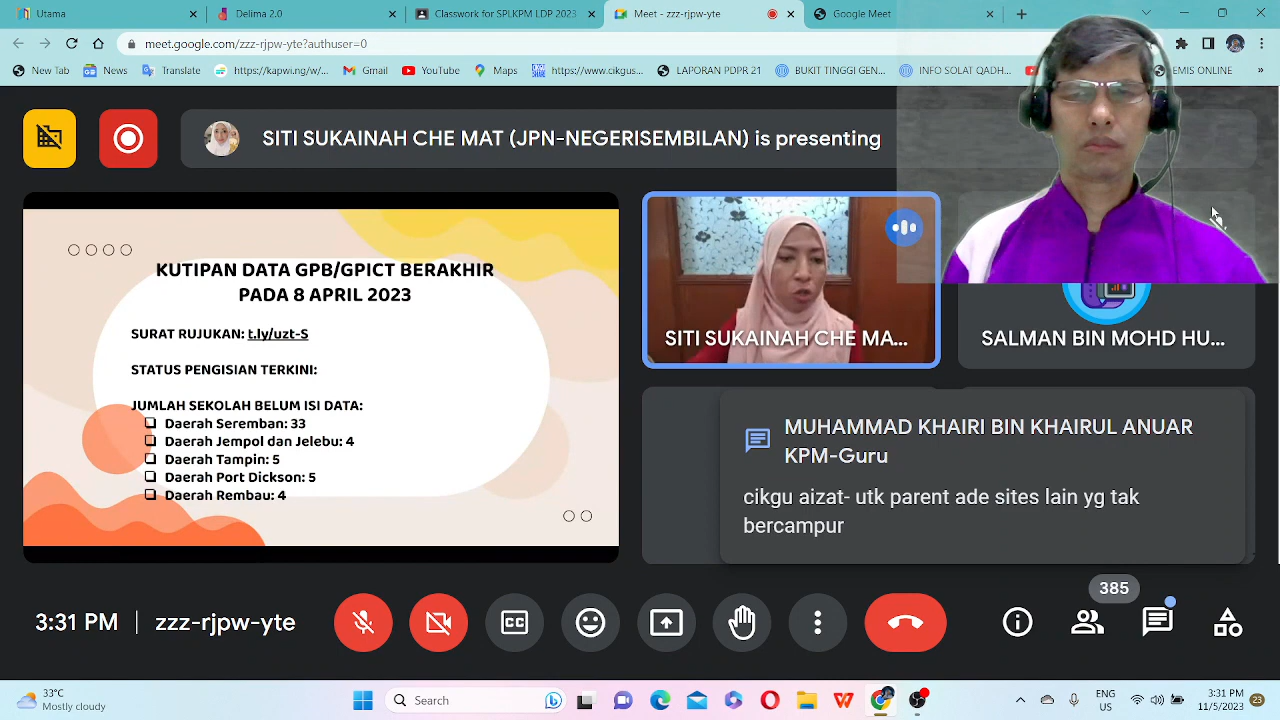 Utama
Delima 2.0
Classwork for SPLKPM LDP 2023
Meet - zzz-rjpw-yte
Google Meet
meet.google.com/zzz-rjpw-yte?authuser=0
New Tab
News
Translate
https://kapwing/w/...
Gmail
YouTube
Maps
https://www.cikgus...
LAPORAN PDPR 21
BUKIT TINGGI GEN...
INFO SOLAT QADH...
EMIS ONLINE
SITI SUKAINAH CHE MAT (JPN-NEGERISEMBILAN) is presenting
KUTIPAN DATA GPB/GPICT BERAKHIR
PADA 8 APRIL 2023
SURAT RUJUKAN: t.ly/uzt-S
STATUS PENGISIAN TERKINI:
JUMLAH SEKOLAH BELUM ISI DATA:
Daerah Seremban: 33
Daerah Jempol dan Jelebu: 4
Daerah Tampin: 5
Daerah Port Dickson: 5
Daerah Rembau: 4
SITI SUKAINAH CHE MA...
SALMAN BIN MOHD HU...
MUHAMMAD KHAIRI BIN KHAIRUL ANUAR
KPM-Guru
cikgu aizat- utk parent ade sites lain yg tak
bercampur
385
3:31 PM | zzz-rjpw-yte
CC
33°C
Mostly cloudy
Search
ENG
US
3:31 PM
11/5/2023
23